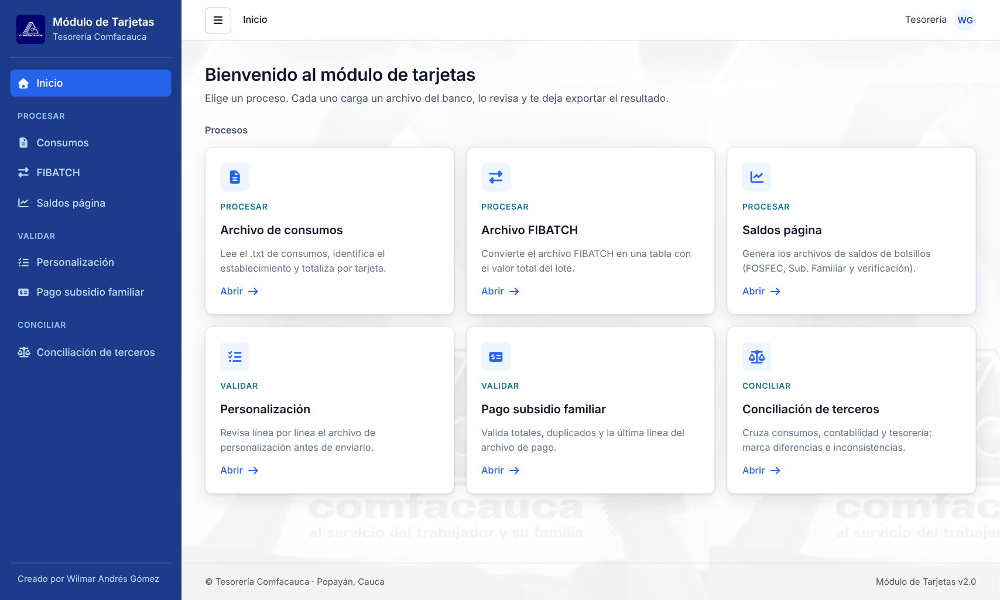 Módulo de Tarjetas
Tesorería Comfacauca
comfacauca
Inicio
PROCESAR
Consumos
FIBATCH
Saldos página
VALIDAR
Personalización
Pago subsidio familiar
CONCILIAR
Conciliación de terceros
Creado por Wilmar Andrés Gómez
Inicio
Tesorería WG
Bienvenido al módulo de tarjetas
Elige un proceso. Cada uno carga un archivo del banco, lo revisa y te deja exportar el resultado.
Procesos
PROCESAR
Archivo de consumos
Lee el .txt de consumos, identifica el
establecimiento y totaliza por tarjeta.
Abrir
PROCESAR
Archivo FIBATCH
Convierte el archivo FIBATCH en una tabla con
el valor total del lote.
Abrir
PROCESAR
Saldos página
Genera los archivos de saldos de bolsillos
(FOSFEC, Sub. Familiar y verificación).
Abrir
VALIDAR
Personalización
Revisa línea por línea el archivo de
personalización antes de enviarlo.
Abrir
VALIDAR
Pago subsidio familiar
Valida totales, duplicados y la última línea del
archivo de pago.
Abrir
CONCILIAR
Conciliación de terceros
Cruza consumos, contabilidad y tesorería;
marca diferencias e inconsistencias.
Abrir
comfacauca
al servicio del trabajador y su familia
comfac
al servicio del trabaja
© Tesorería Comfacauca · Popayán, Cauca
Módulo de Tarjetas v2.0